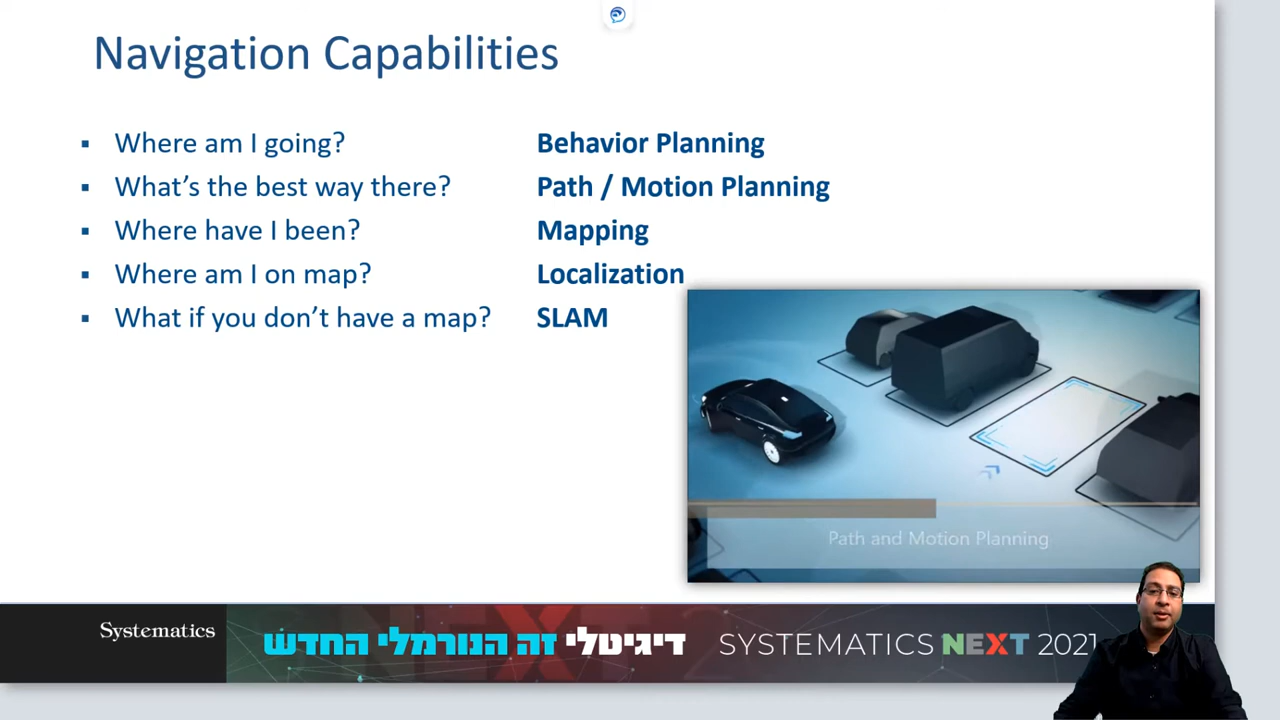 Navigation Capabilities
▪ Where am I going? Behavior Planning
▪ What's the best way there? Path / Motion Planning
▪ Where have I been? Mapping
▪ Where am I on map? Localization
▪ What if you don't have a map? SLAM
Path and Motion Planning
Systematics
דיגיטלי זה הנורמלי החדש
SYSTEMATICS NEXT 2021